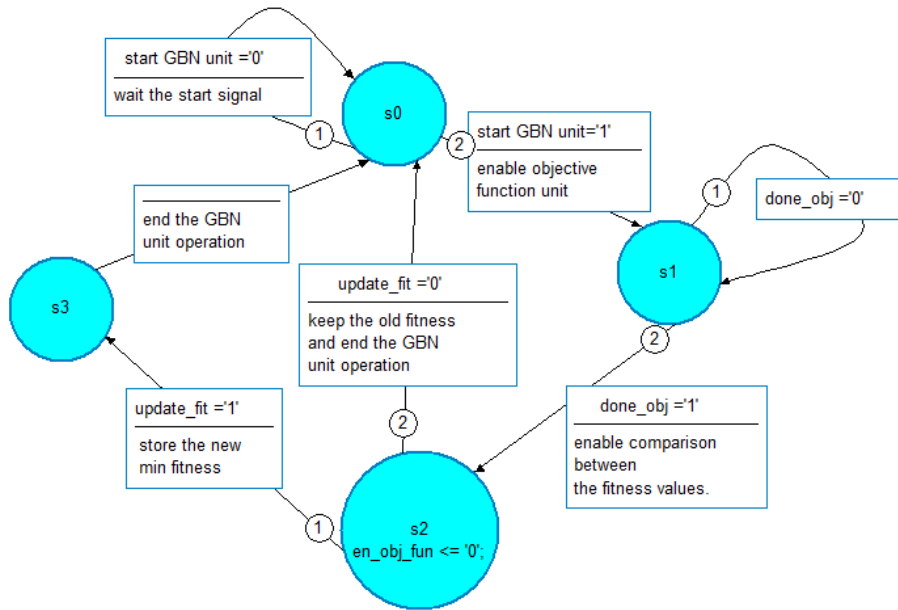 start GBN unit ='0'
wait the start signal
1
s0
2
start GBN unit='1'
enable objective
function unit
1
done_obj ='0'
end the GBN
unit operation
s1
s3
update_fit ='0'
keep the old fitness
and end the GBN
unit operation
2
update_fit ='1'
store the new
min fitness
done_obj ='1'
enable comparison
between
the fitness values.
2
1
s2
en_obj_fun <= '0';